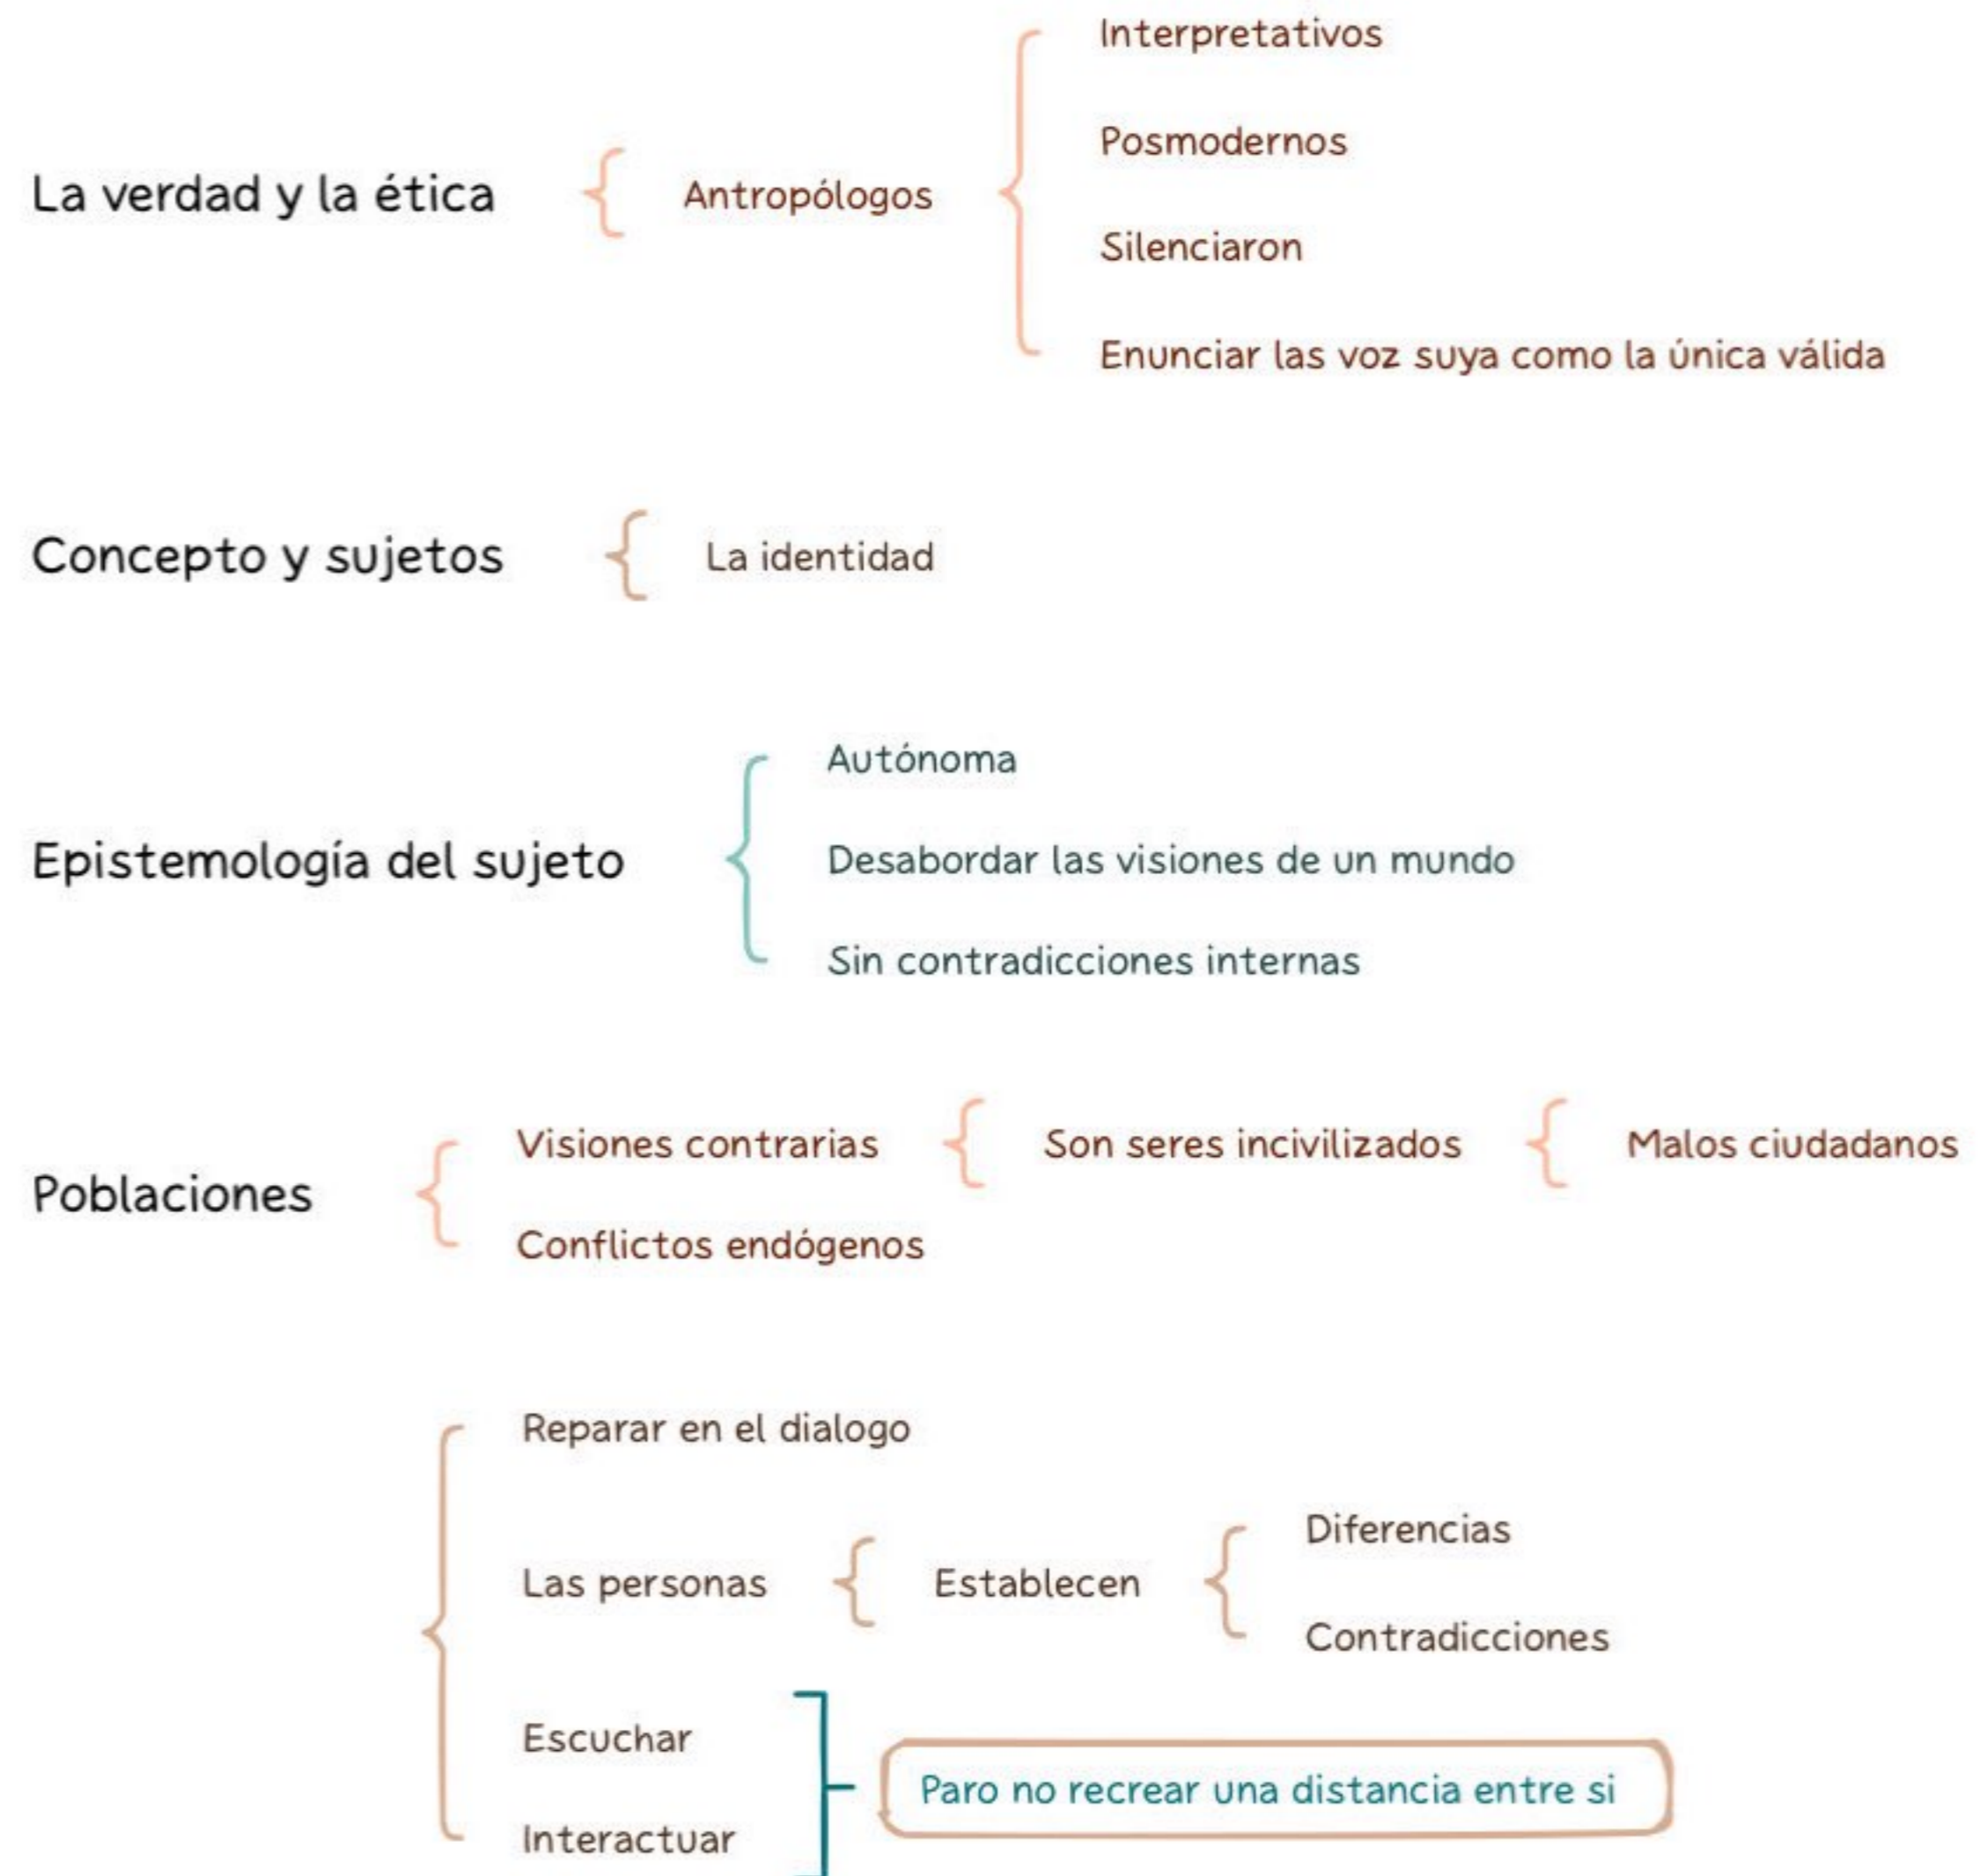 La verdad y la ética
Antropólogos
Interpretativos
Posmodernos
Silenciaron
Enunciar las voz suya como la única válida
Concepto y sujetos
La identidad
Epistemología del sujeto
Autónoma
Desabordar las visiones de un mundo
Sin contradicciones internas
Poblaciones
Visiones contrarias
Son seres incivilizados
Malos ciudadanos
Conflictos endógenos
Reparar en el dialogo
Las personas
Establecen
Diferencias
Contradicciones
Escuchar
Interactuar
Paro no recrear una distancia entre si